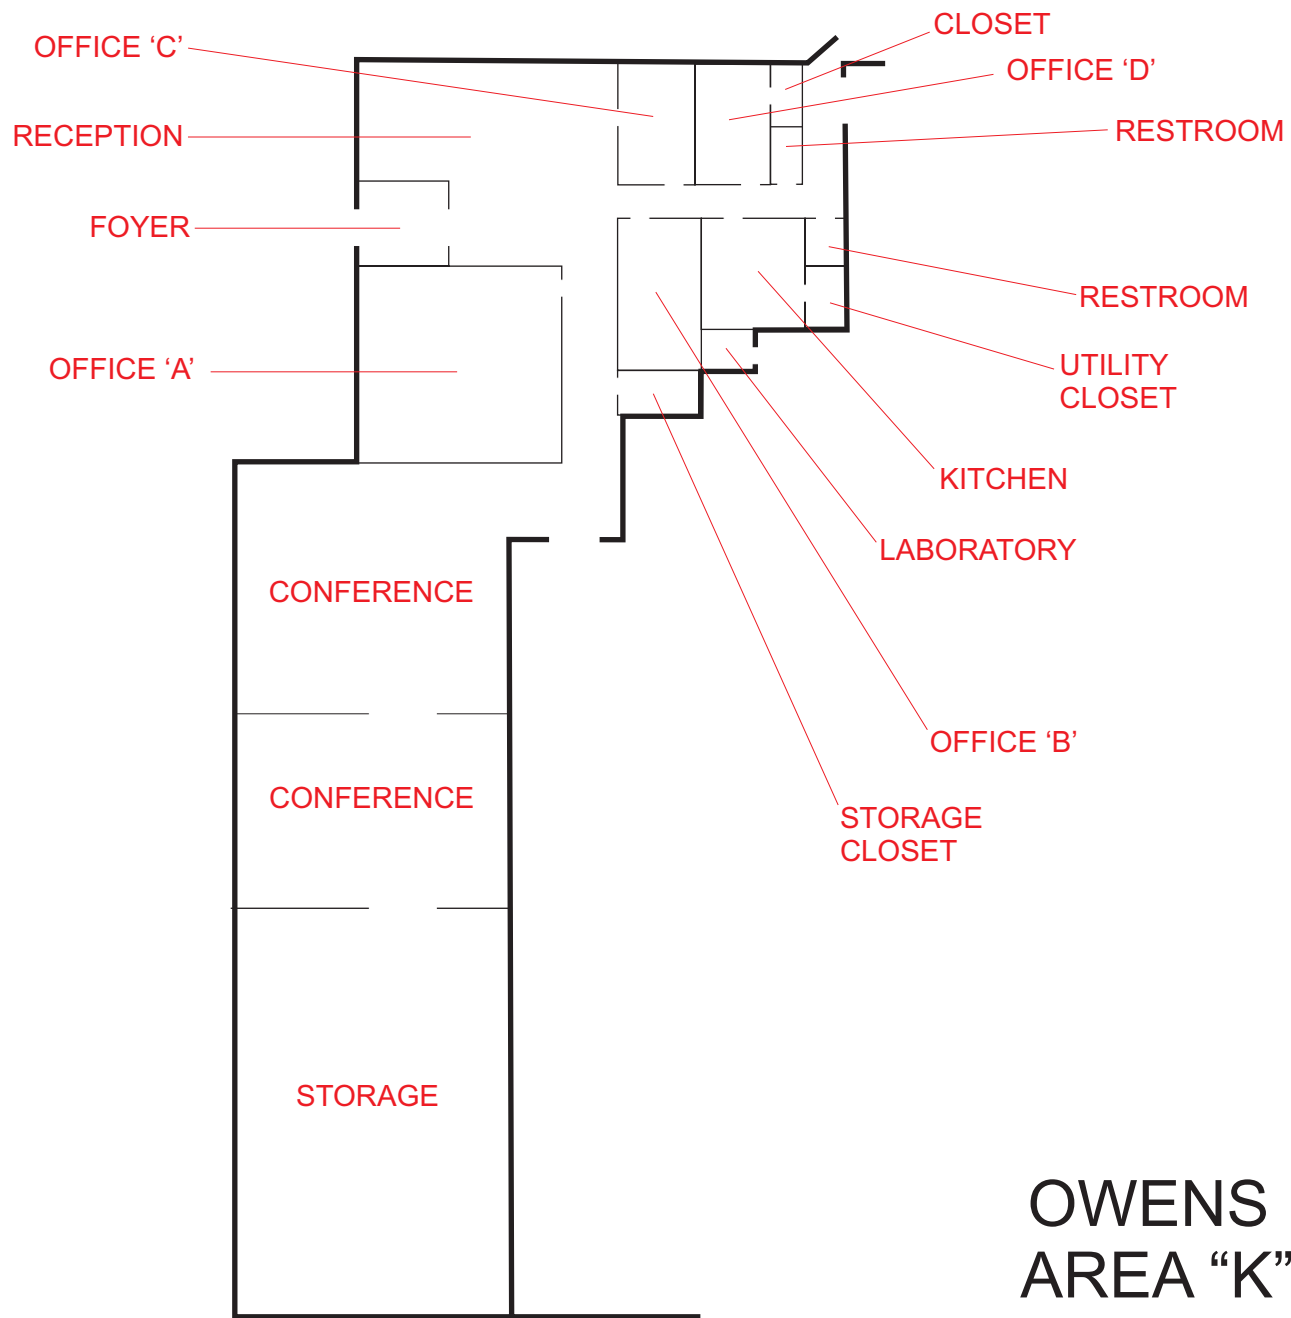 CLOSET
OFFICE ‘C’
OFFICE ‘D’
RECEPTION
RESTROOM
FOYER
RESTROOM
OFFICE ‘A’
UTILITY
CLOSET
KITCHEN
LABORATORY
CONFERENCE
OFFICE ‘B’
CONFERENCE
STORAGE
CLOSET
STORAGE
OWENS
AREA “K”